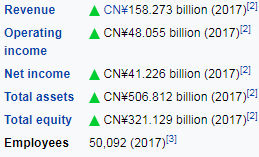 Revenue ▲ CN¥158.273 billion (2017)[2]
Operating income ▲ CN¥48.055 billion (2017)[2]
Net income ▲ CN¥41.226 billion (2017)[2]
Total assets ▲ CN¥506.812 billion (2017)[2]
Total equity ▲ CN¥321.129 billion (2017)[2]
Employees 50,092 (2017)[3]